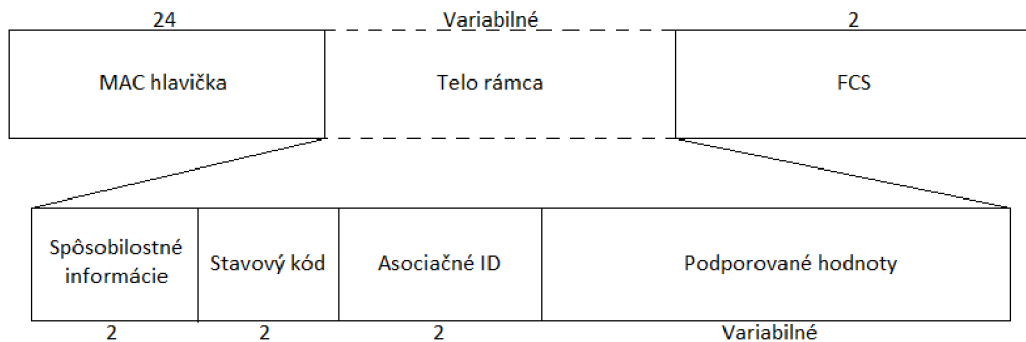 24 Variabilné 2
MAC hlavička Telo rámca FCS
Spôsobilostné
informácie Stavový kód Asociačné ID Podporované hodnoty
2 2 2 Variabilné